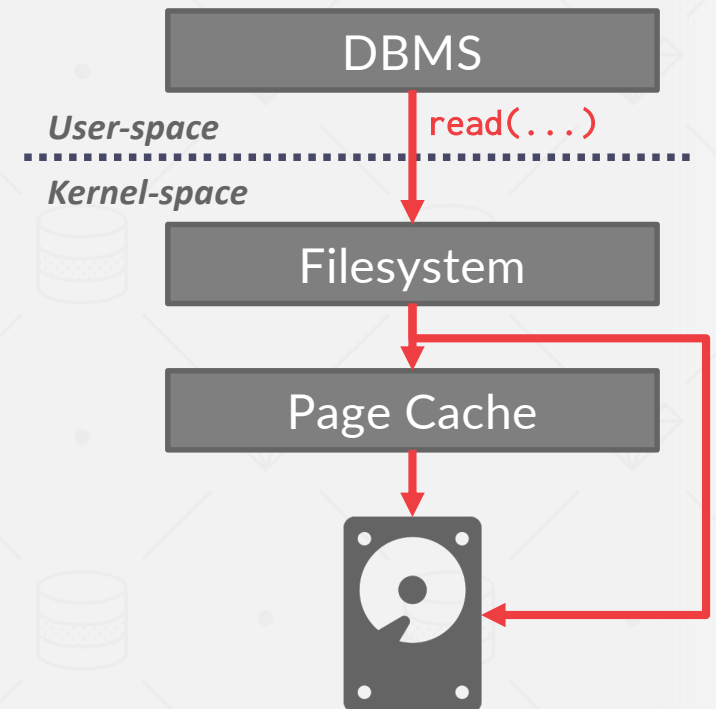 DBMS
User-space
read(...)
Kernel-space
Filesystem
Page Cache